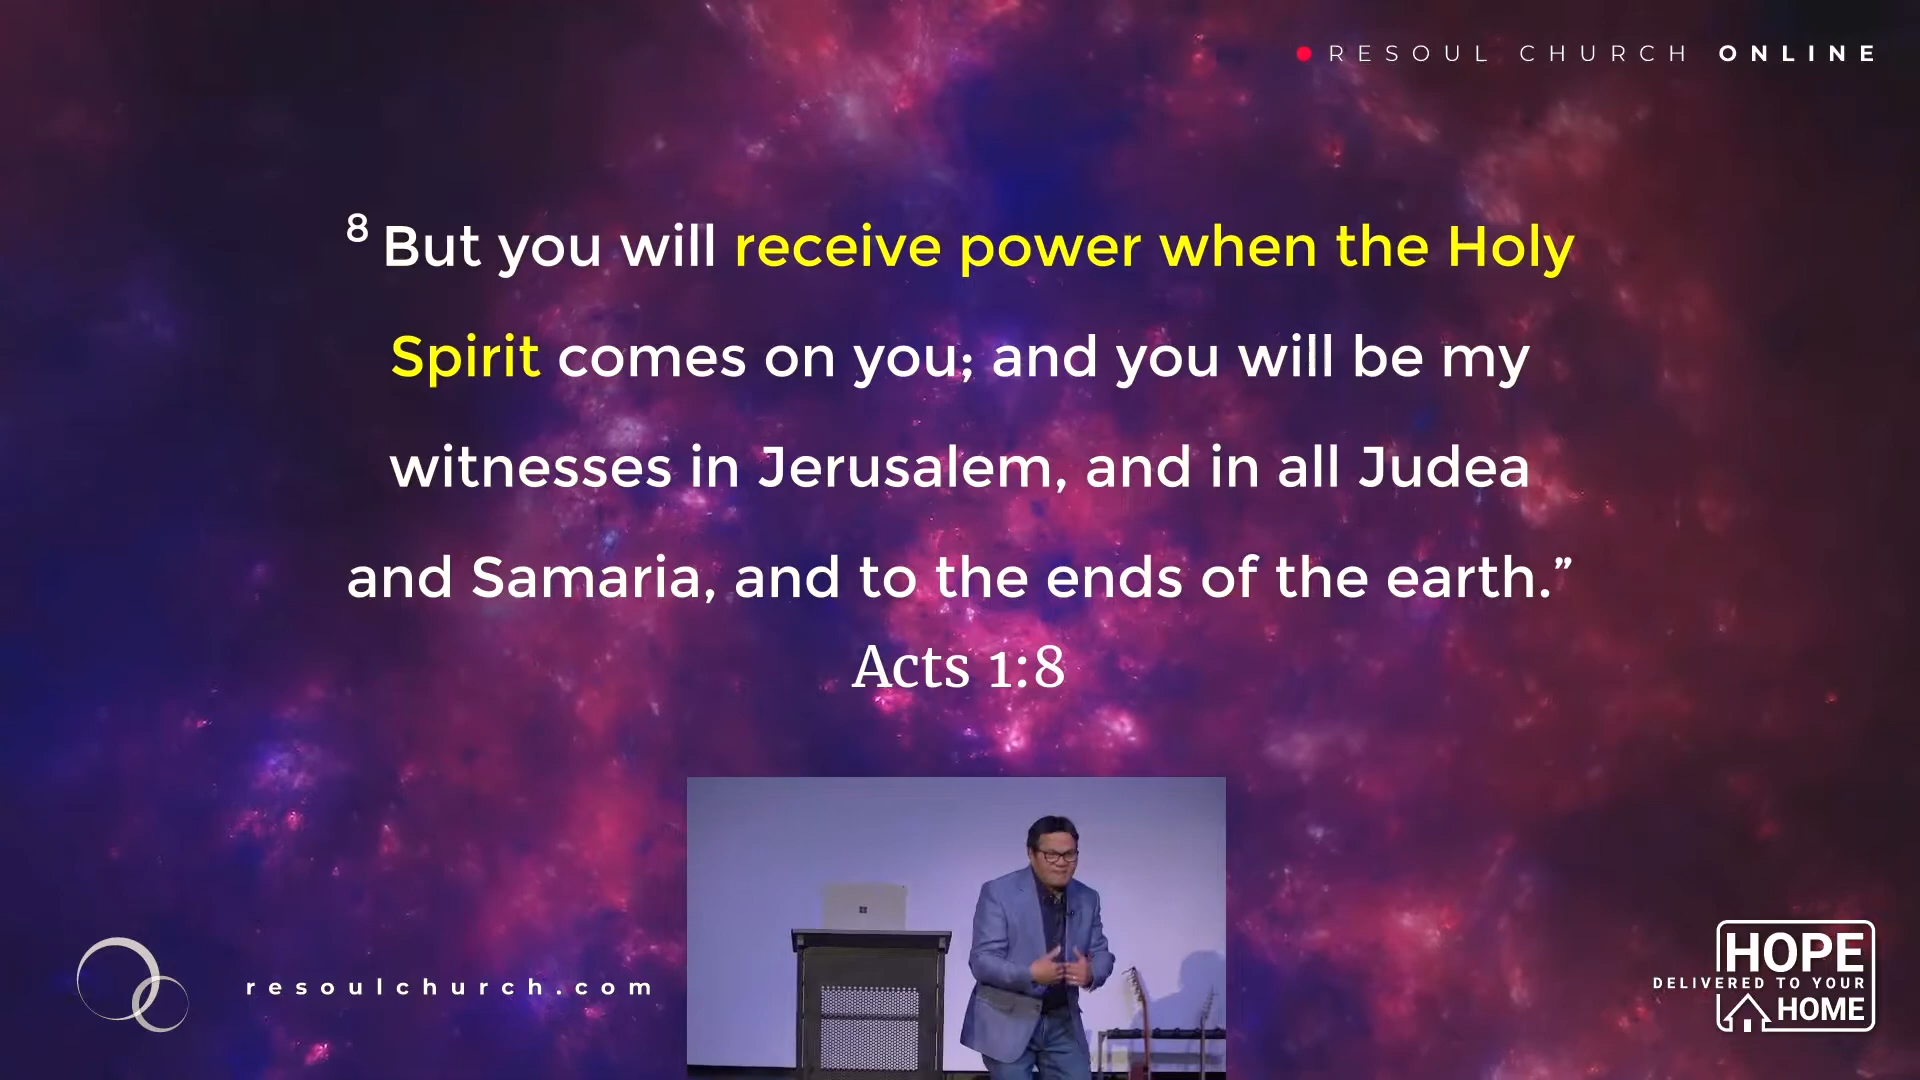 RESOUL CHURCH ONLINE
8 But you will receive power when the Holy
Spirit comes on you; and you will be my
witnesses in Jerusalem, and in all Judea
and Samaria, and to the ends of the earth.”
Acts 1:8
resoulchurch.com
HOPE
DELIVERED TO YOUR
HOME